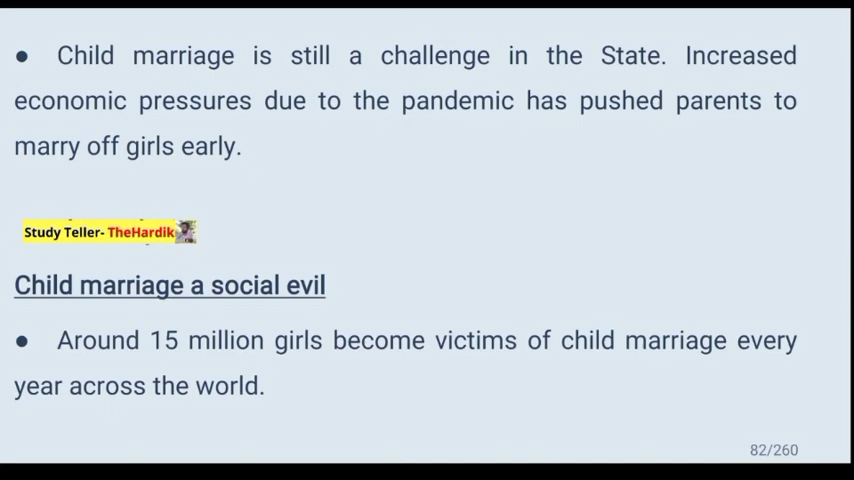 ● Child marriage is still a challenge in the State. Increased
economic pressures due to the pandemic has pushed parents to
marry off girls early.
Study Teller- TheHardik
Child marriage a social evil
● Around 15 million girls become victims of child marriage every
year across the world.
82/260